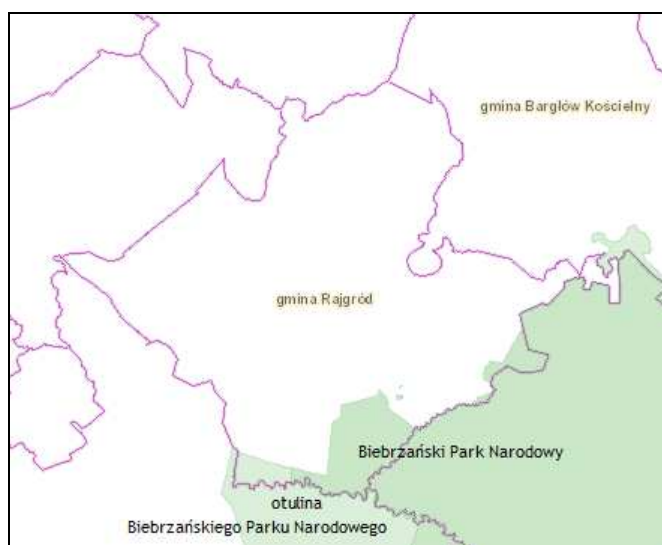 gmina Bargłów Kościelny
gmina Rajgród
Biebrzański Park Narodowy
otulina
Biebrzańskiego Parku Narodowego